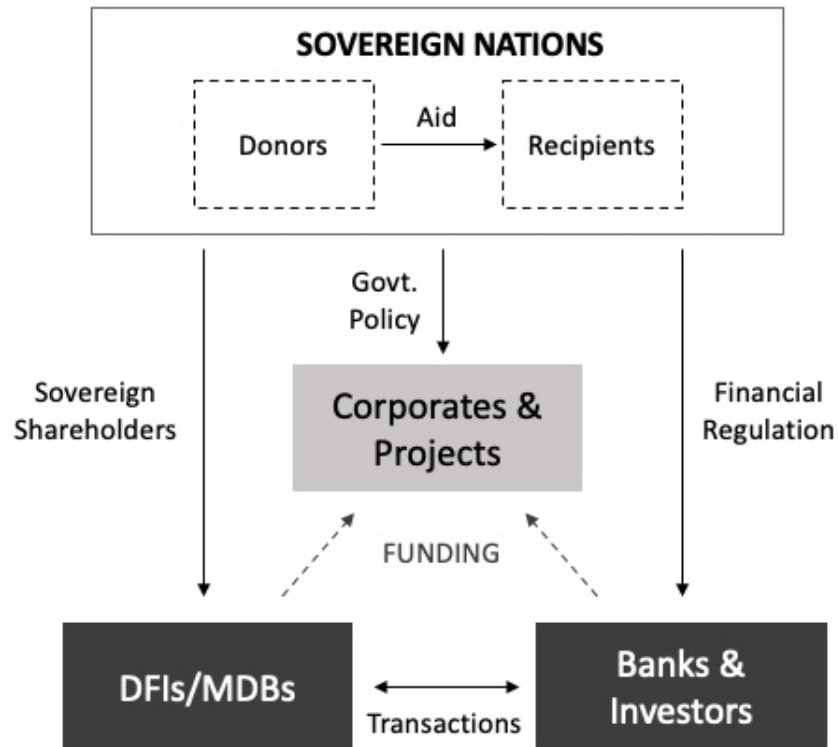 SOVEREIGN NATIONS
Aid
Donors
Recipients
Govt.
Policy
Sovereign
Shareholders
Corporates &
Projects
Financial
Regulation
FUNDING
DFIs/MDBs
Transactions
Banks &
Investors